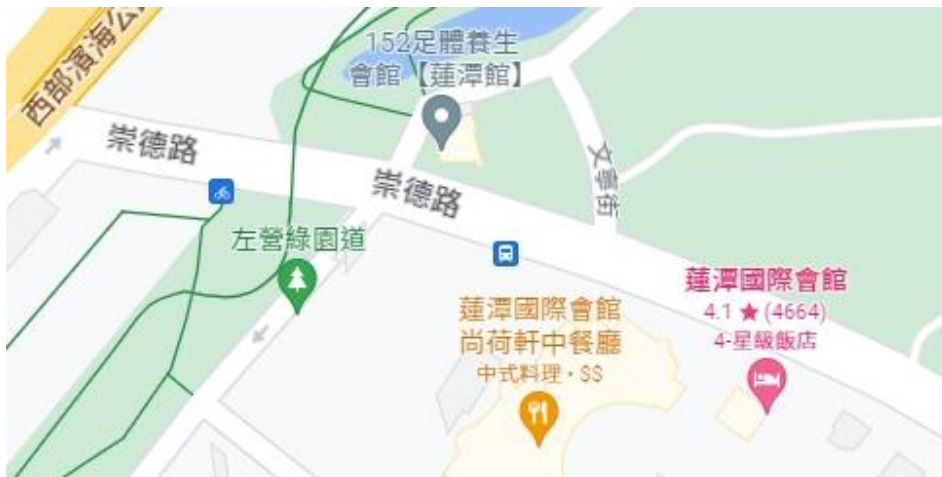 西部濱海公
152足體養生
會館【蓮潭館】
崇德路
崇德路
文學街
左營綠園道
蓮潭國際會館
4.1 ★ (4664)
4-星級飯店
蓮潭國際會館
尚荷軒中餐廳
中式料理・$$